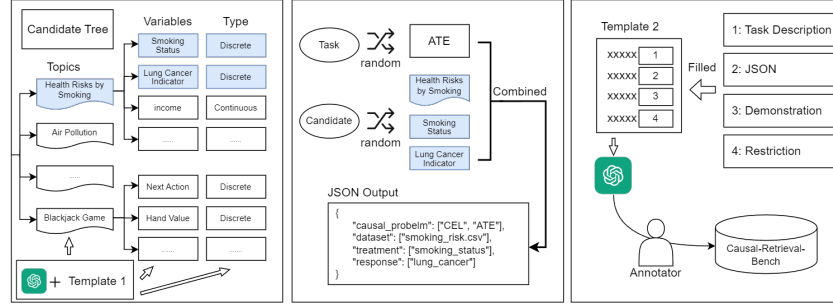 Candidate Tree
Variables
Type
Topics
Smoking
Status
Discrete
Health Risks by
Smoking
Lung Cancer
Indicator
Discrete
income
Continuous
Air Pollution
......
......
......
Next Action
Discrete
Blackjack Game
Hand Value
Discrete
......
......
+ Template 1
Task
random
ATE
Health Risks
by Smoking
Combined
Candidate
random
Smoking
Status
Lung Cancer
Indicator
JSON Output
{
"causal_probelm": ["CEL", "ATE"],
"dataset": ["smoking_risk.csv"],
"treatment": ["smoking_status"],
"response": ["lung_cancer"]
}
Template 2
xxxxx 1
xxxxx 2
xxxxx 3
xxxxx 4
Filled
1: Task Description
2: JSON
3: Demonstration
4: Restriction
Annotator
Causal-Retrieval-
Bench